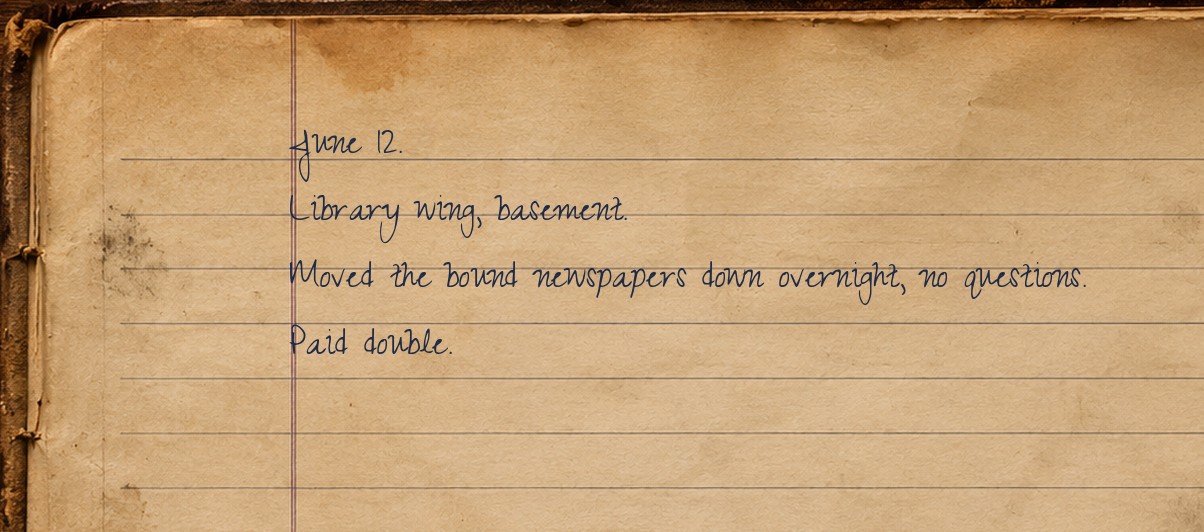 June 12.
Library wing, basement.
Moved the bound newspapers down overnight, no questions.
Paid double.